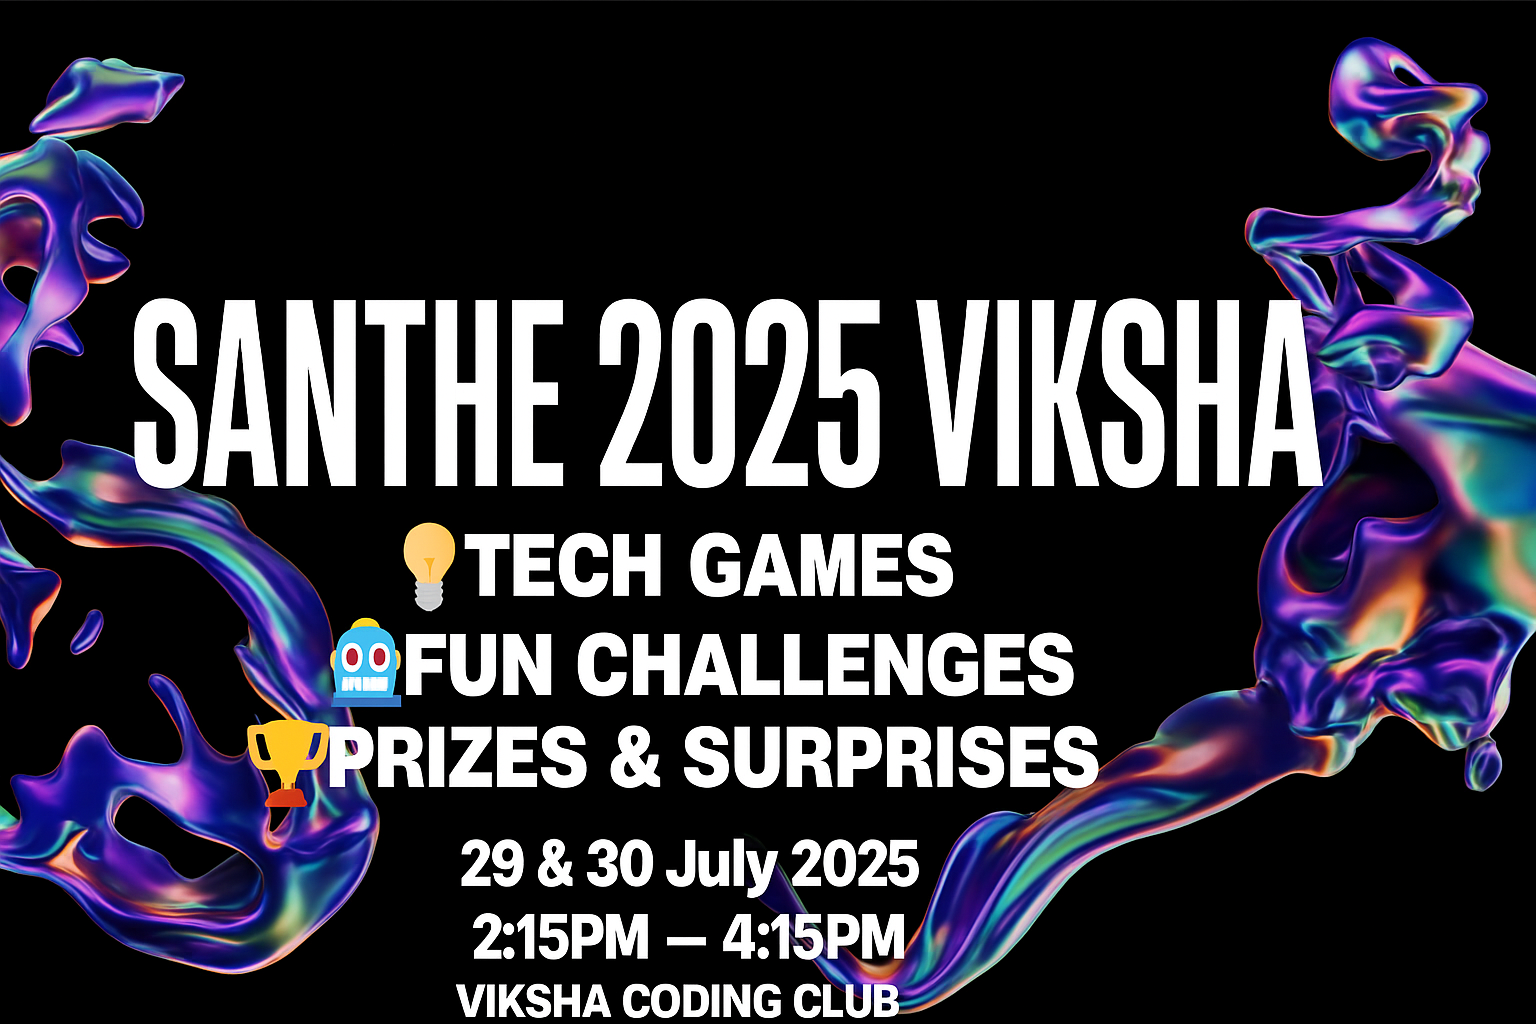 SANTHE 2025 VIKSHA
💡TECH GAMES
🤖FUN CHALLENGES
🏆PRIZES & SURPRISES
29 & 30 July 2025
2:15PM — 4:15PM
VIKSHA CODING CLUB